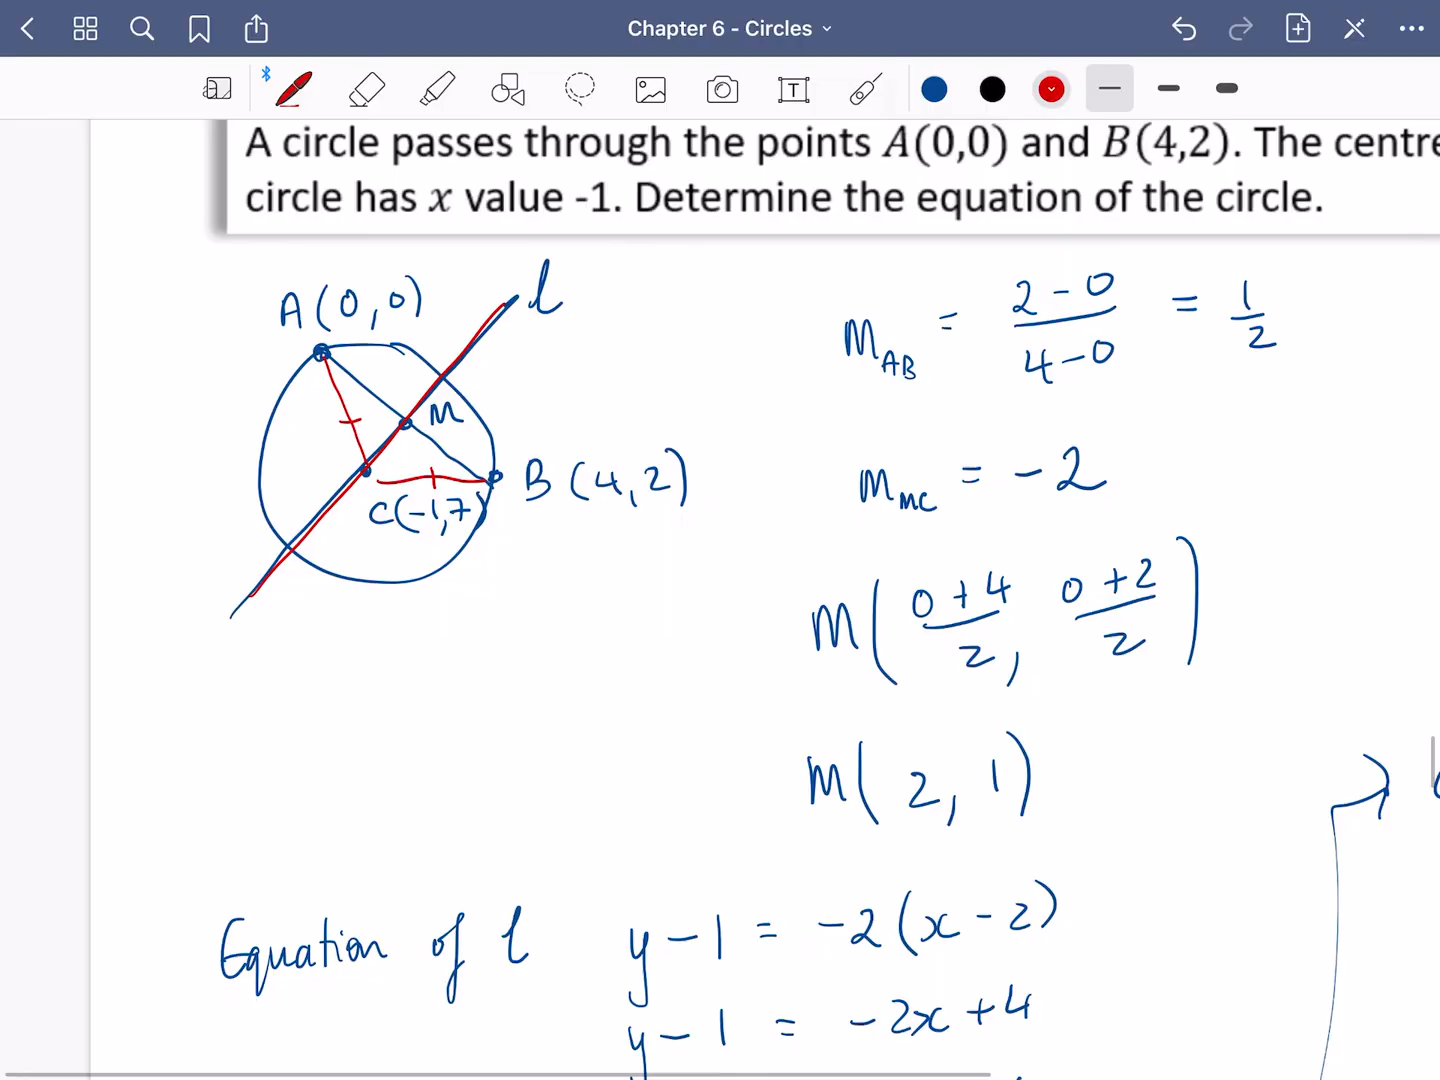 Chapter 6 - Circles
T
A circle passes through the points A(0,0) and B(4,2). The centre
circle has x value -1. Determine the equation of the circle.
A(0,0)
l
M
B(4,2)
C(-1,7)
m_AB = (2-0)/(4-0) = 1/2
m_MC = -2
M((0+4)/2, (0+2)/2)
M(2, 1)
Equation of l y-1 = -2(x-2)
y-1 = -2x+4